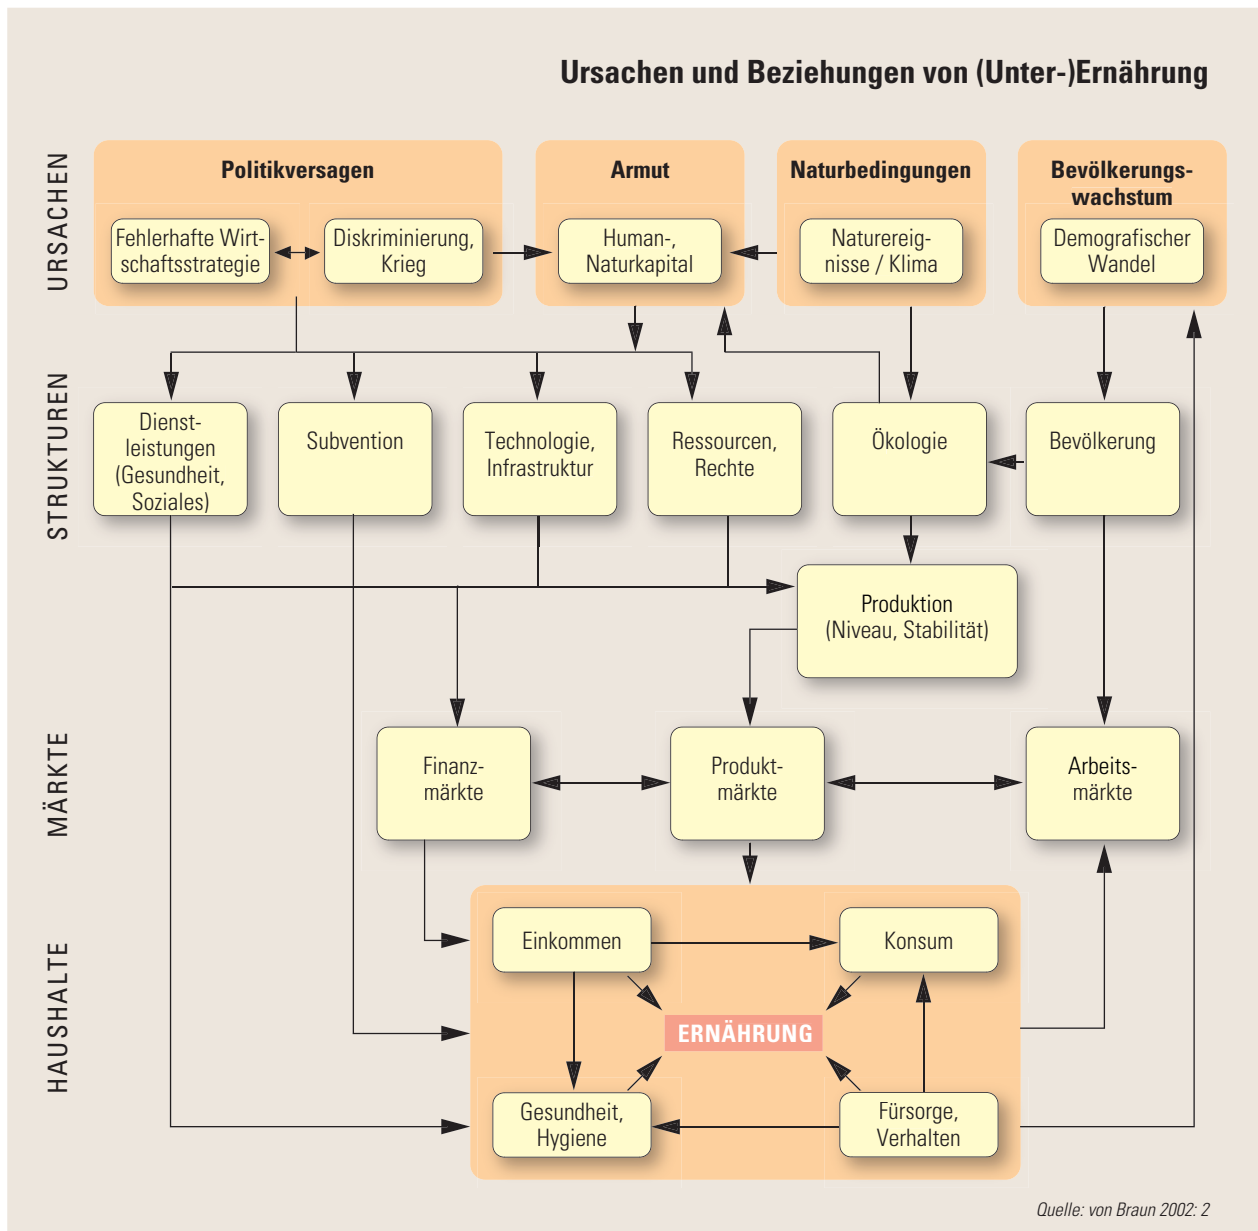 Ursachen und Beziehungen von (Unter-)Ernährung
URSACHEN
Politikversagen
Fehlerhafte Wirt-
schaftsstrategie
Diskriminierung,
Krieg
Armut
Human-,
Naturkapital
Naturbedingungen
Naturereig-
nisse / Klima
Bevölkerungs-
wachstum
Demografischer
Wandel
STRUKTUREN
Dienst-
leistungen
(Gesundheit,
Soziales)
Subvention
Technologie,
Infrastruktur
Ressourcen,
Rechte
Ökologie
Bevölkerung
Produktion
(Niveau, Stabilität)
MÄRKTE
Finanz-
märkte
Produkt-
märkte
Arbeits-
märkte
HAUSHALTE
Einkommen
Konsum
ERNÄHRUNG
Gesundheit,
Hygiene
Fürsorge,
Verhalten
Quelle: von Braun 2002: 2